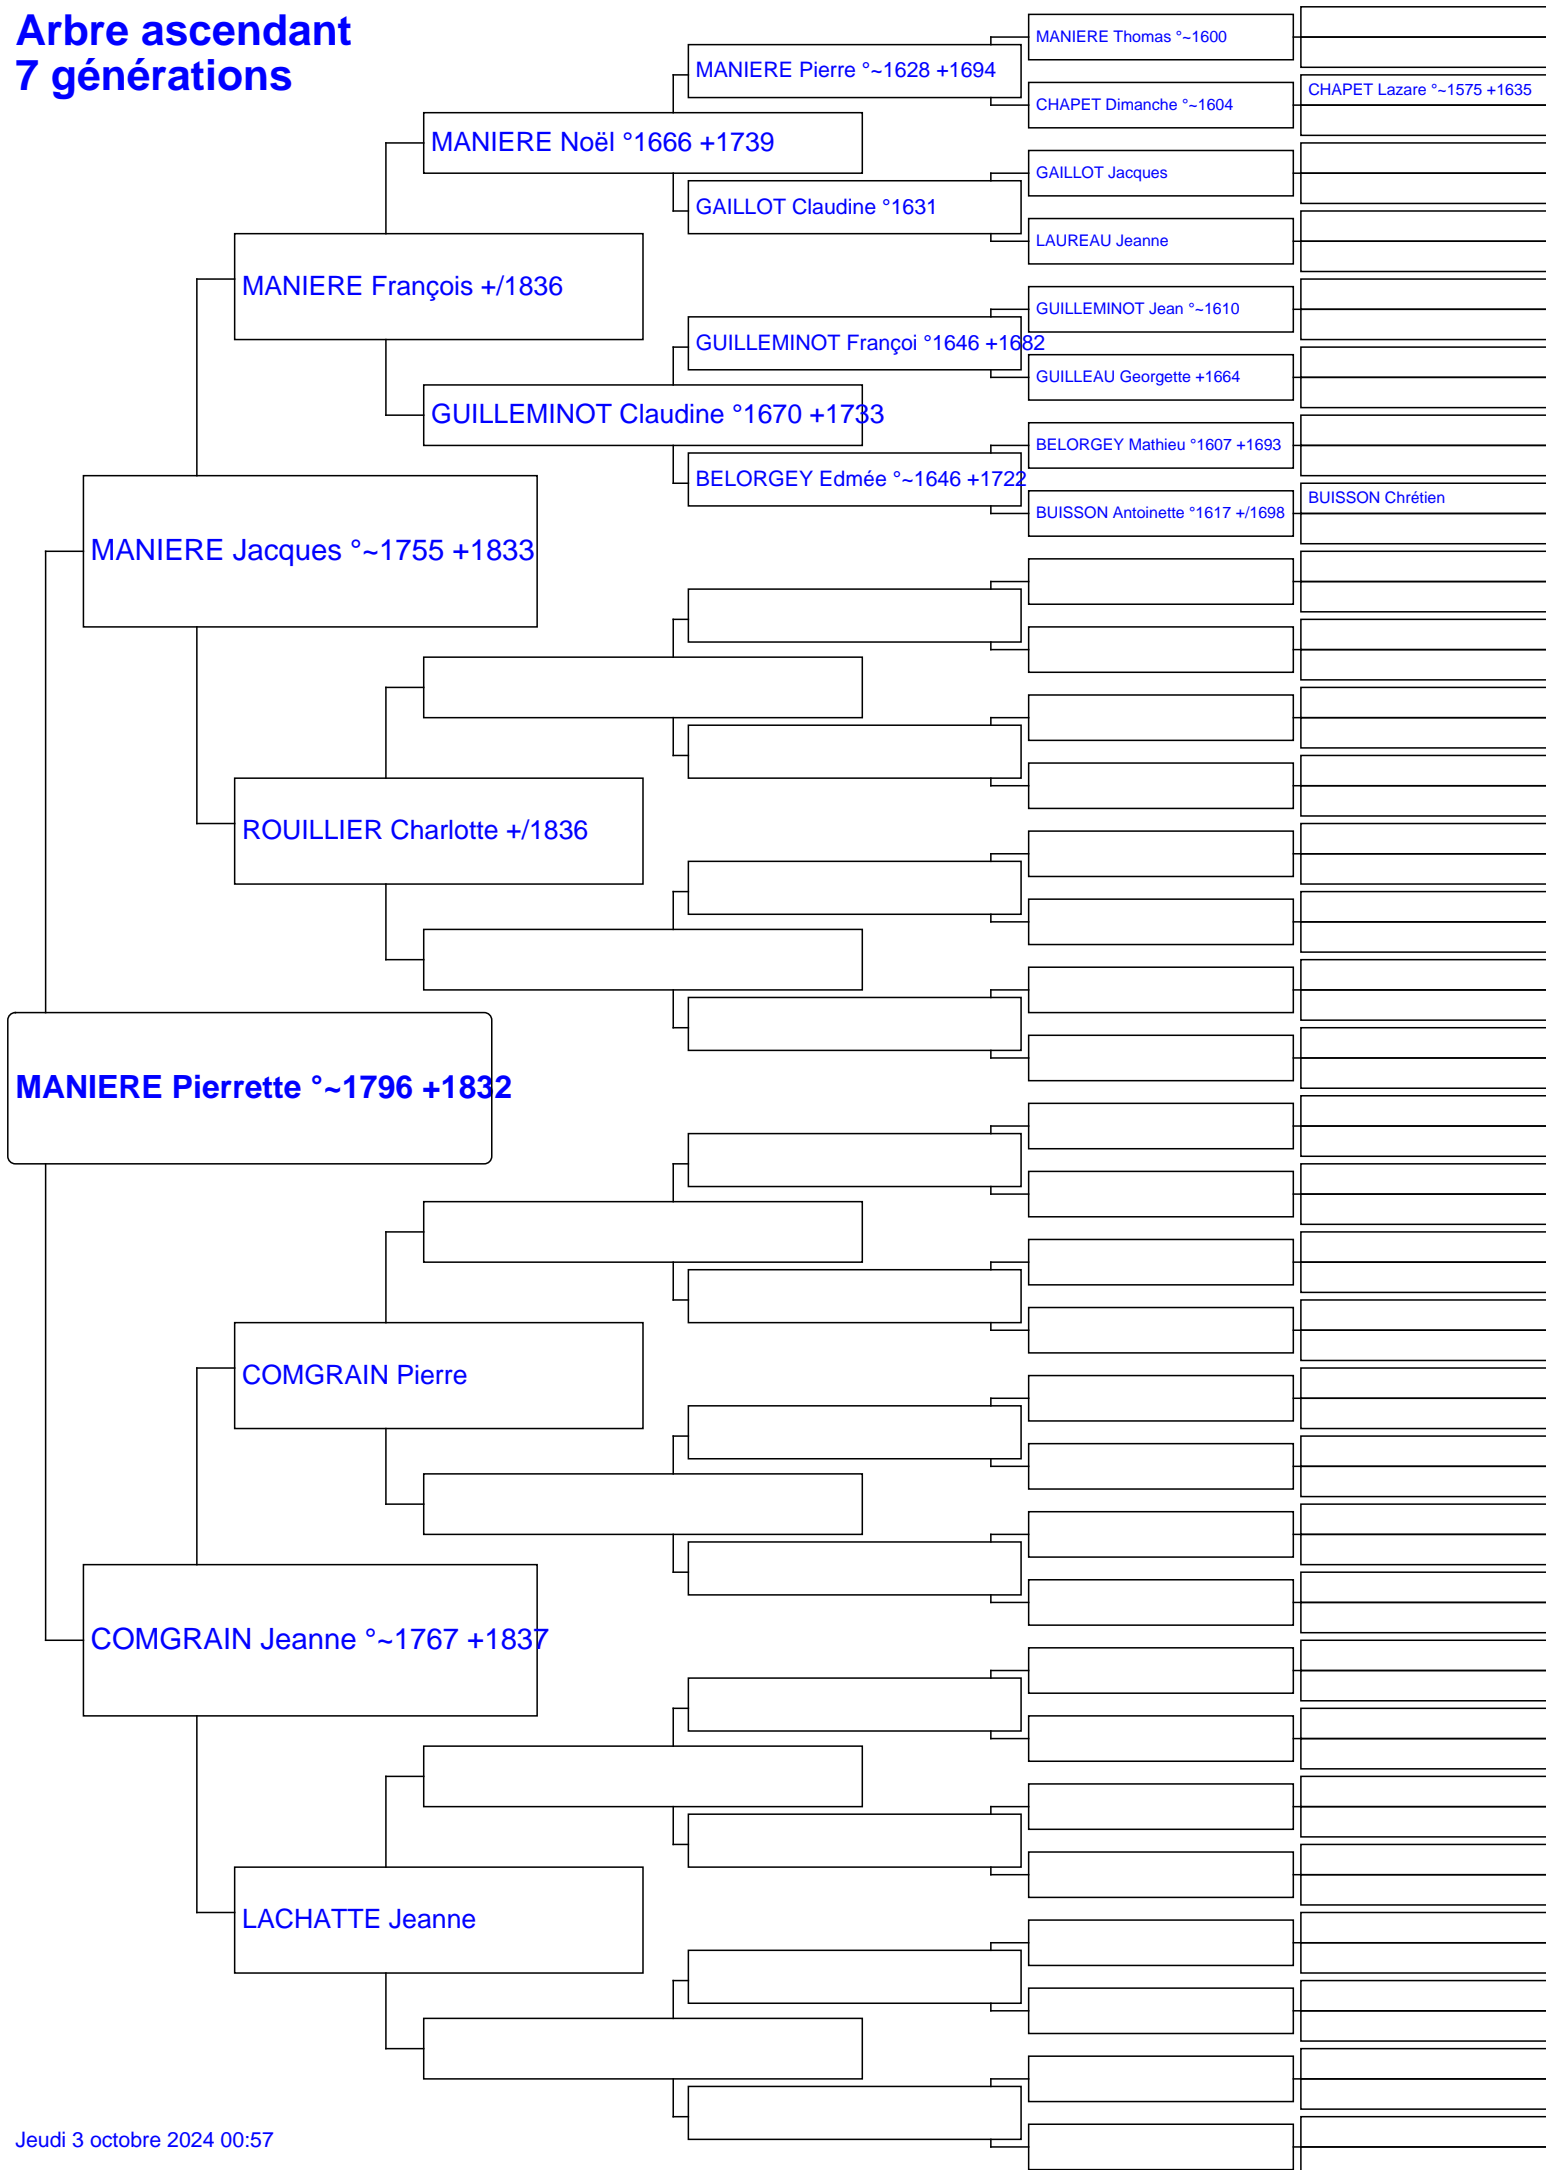 Arbre ascendant
7 générations
MANIERE Thomas °~1600
MANIERE Pierre °~1628 +1694
CHAPET Lazare °~1575 +1635
CHAPET Dimanche °~1604
MANIERE Noël °1666 +1739
GAILLOT Jacques
GAILLOT Claudine °1631
LAUREAU Jeanne
MANIERE François +/1836
GUILLEMINOT Jean °~1610
GUILLEMINOT Françoi °1646 +1682
GUILLEAU Georgette +1664
GUILLEMINOT Claudine °1670 +1733
BELORGEY Mathieu °1607 +1693
BELORGEY Edmée °~1646 +1722
BUISSON Chrétien
BUISSON Antoinette °1617 +/1698
MANIERE Jacques °~1755 +1833
ROUILLIER Charlotte +/1836
MANIERE Pierrette °~1796 +1832
COMGRAIN Pierre
COMGRAIN Jeanne °~1767 +1837
LACHATTE Jeanne
Jeudi 3 octobre 2024 00:57